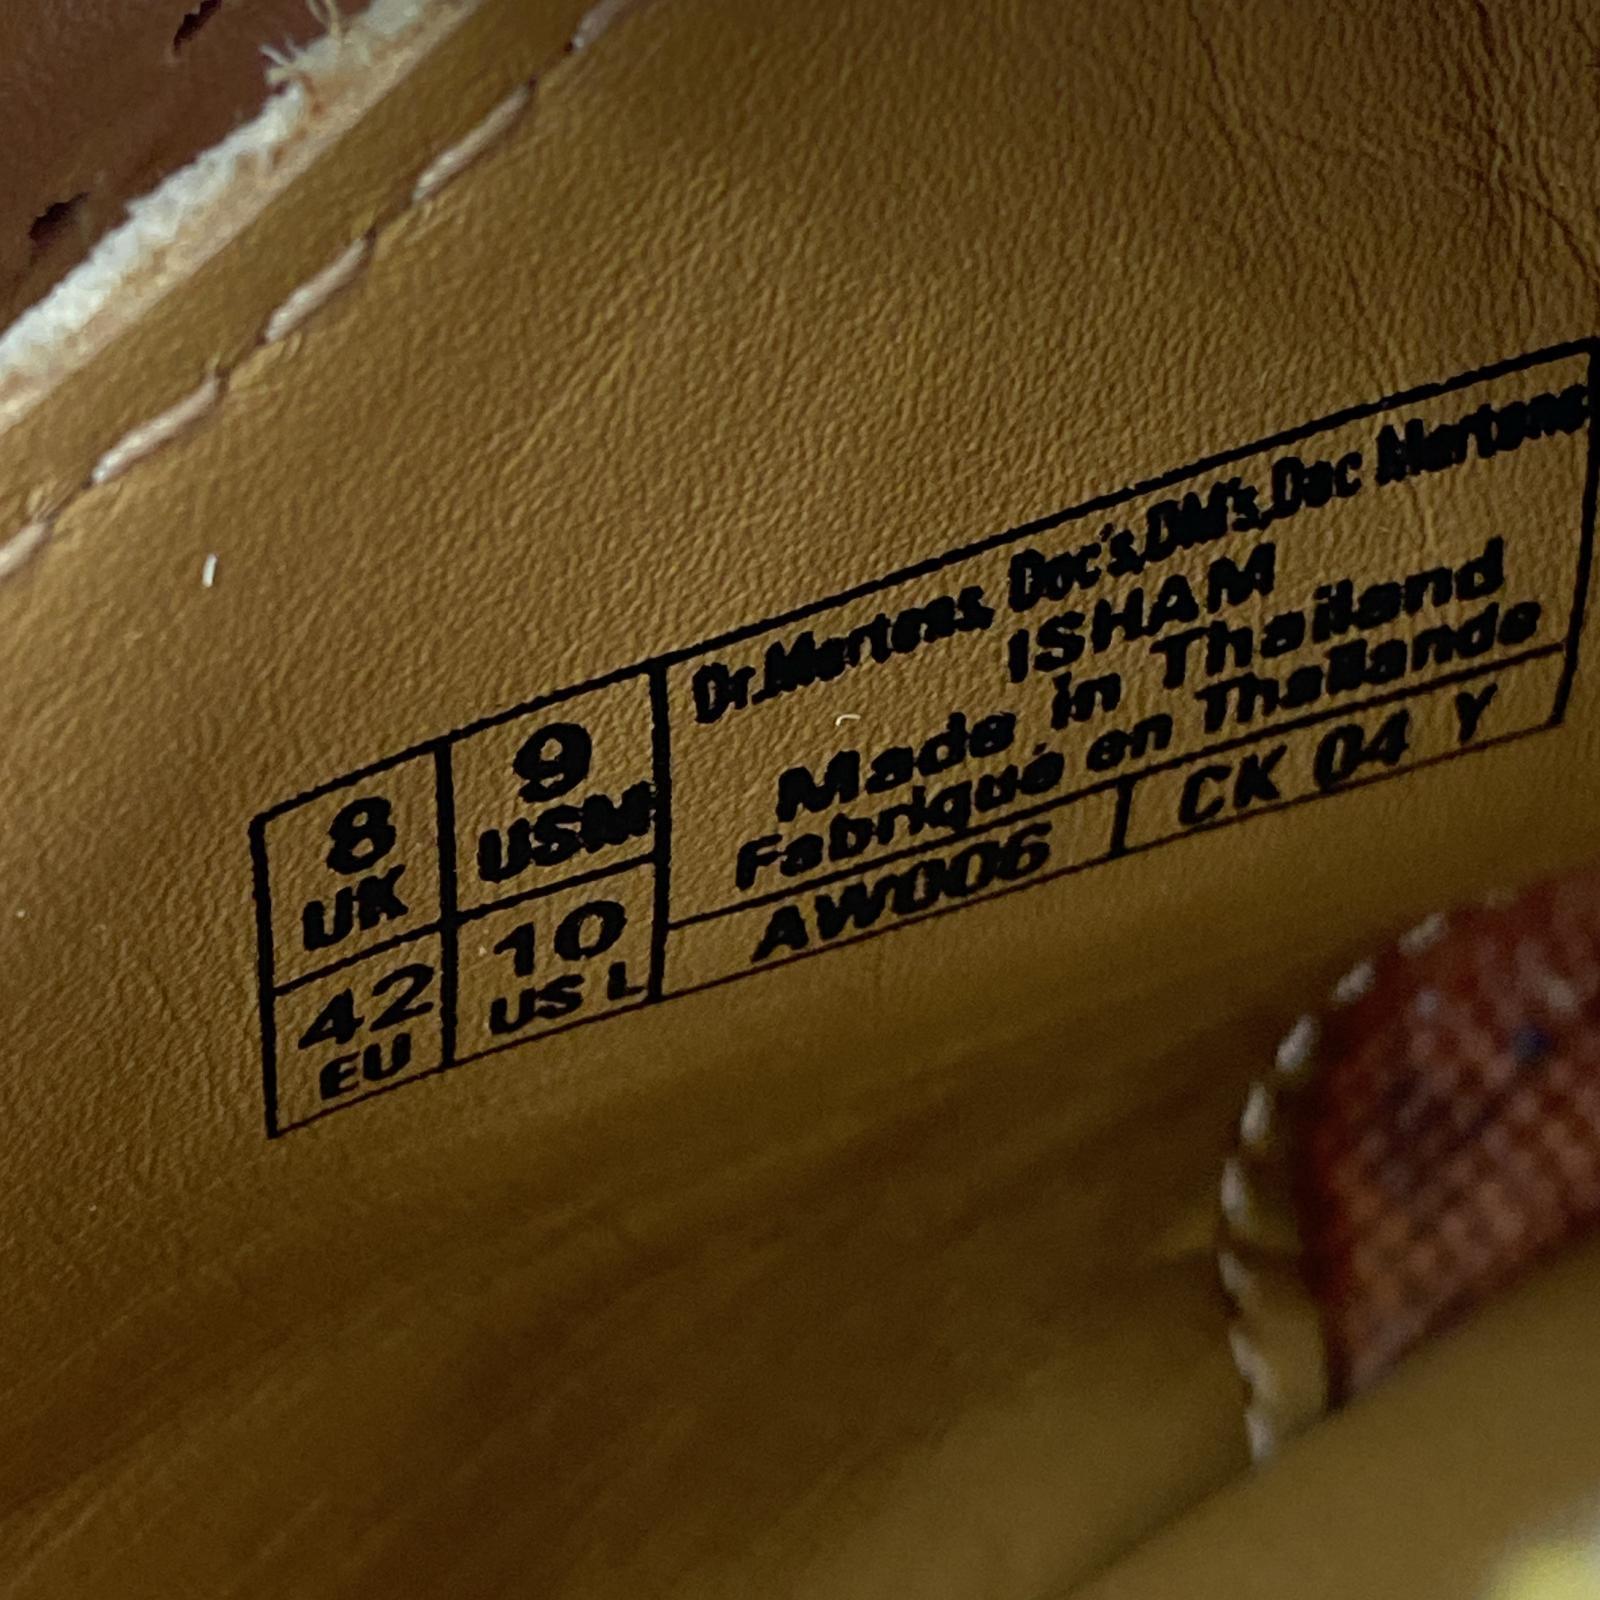 8
UK
9
USM
42
EU
10
US L
Dr.Martens, Doc's,DM's,Doc Martens
ISHAM
Made in Thailand
Fabriqué en Thaïlande
AW006
CK 04 Y